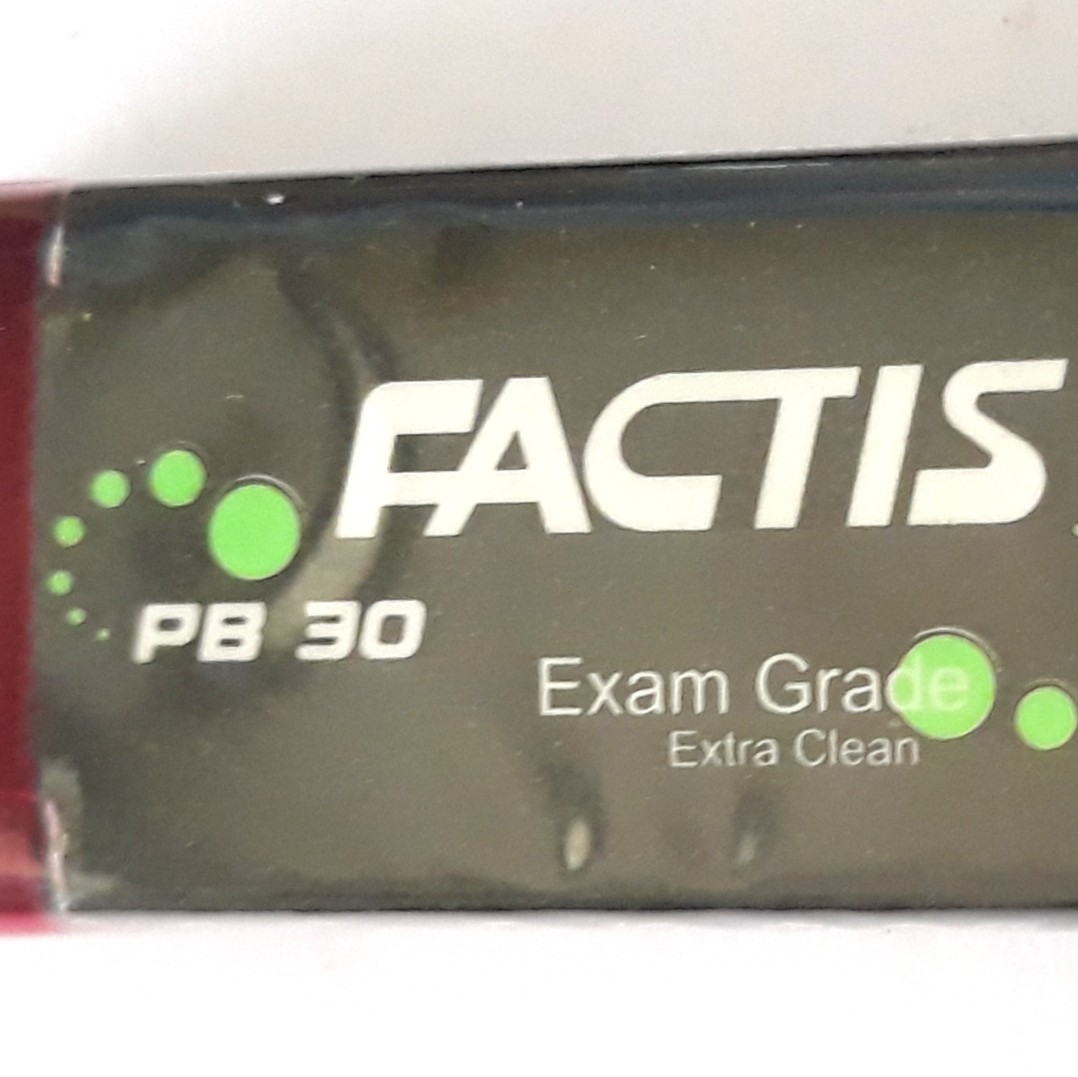 FACTIS
PB 30
Exam Grade
Extra Clean